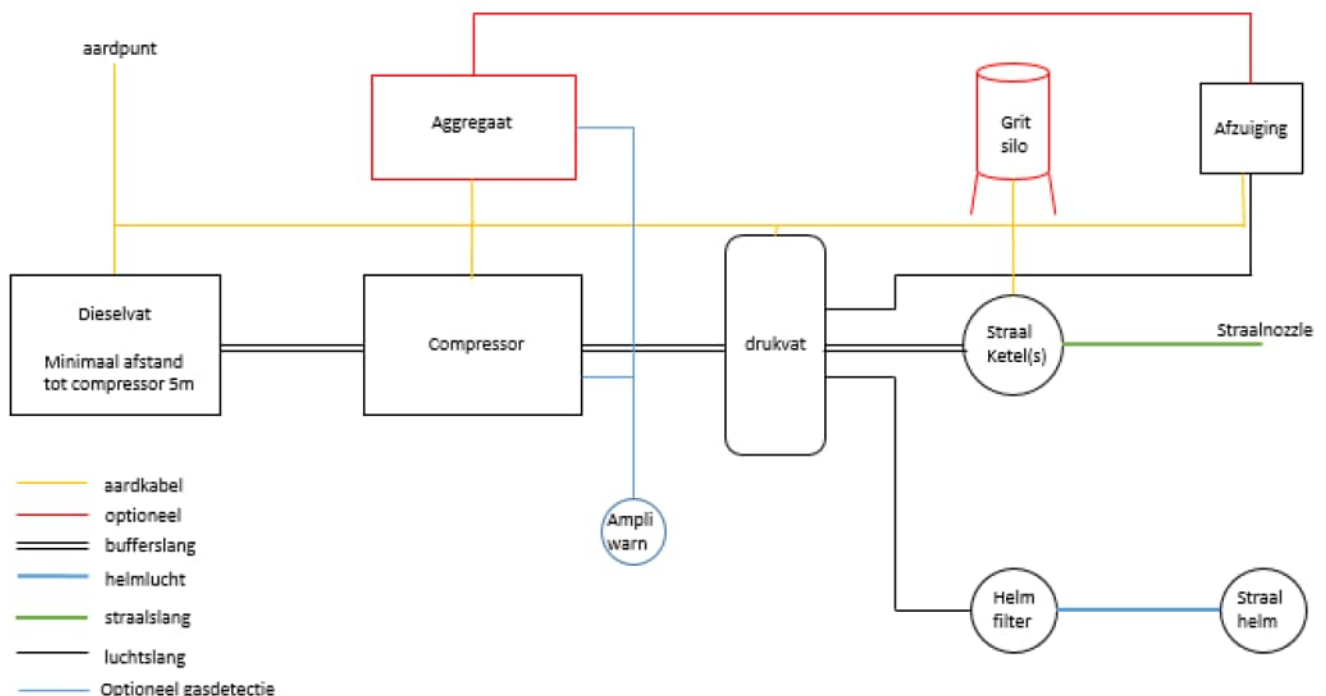 aardpunt
Aggregaat
Grit
silo
Afzuiging
Dieselvat
Minimaal afstand
tot compressor 5m
Compressor
drukvat
Straal
Ketel(s)
Straalnozzle
aardkabel
optioneel
bufferslang
helmlucht
straalslang
luchtslang
Optioneel gasdetectie
Ampli
warn
Helm
filter
Straal
helm